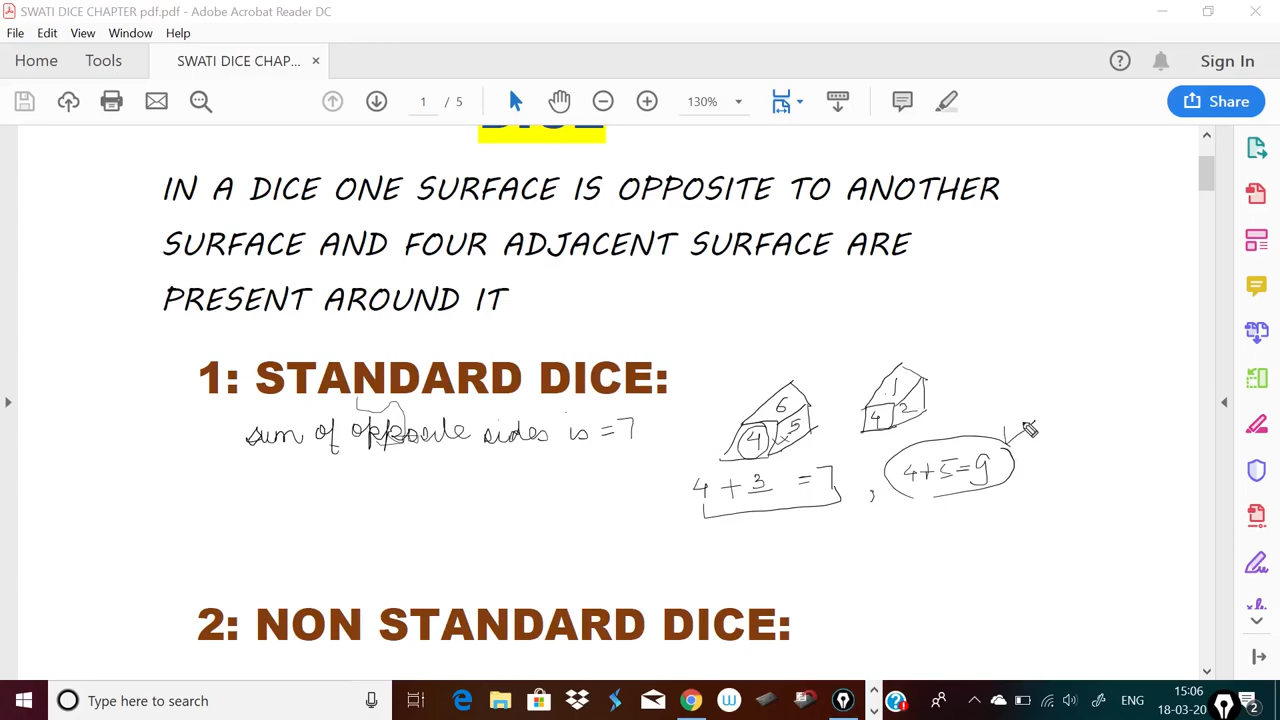 SWATI DICE CHAPTER pdf.pdf - Adobe Acrobat Reader DC
File Edit View Window Help
Home Tools SWATI DICE CHAP... × Sign In
1 / 5 130% Share
DICE
IN A DICE ONE SURFACE IS OPPOSITE TO ANOTHER
SURFACE AND FOUR ADJACENT SURFACE ARE
PRESENT AROUND IT
1: STANDARD DICE:
sum of opposite sides is = 7
6
4 5
1
4 2
4 + 3 = 7 , 4+5=9
2: NON STANDARD DICE:
Type here to search
ENG
15:06
18-03-20
2